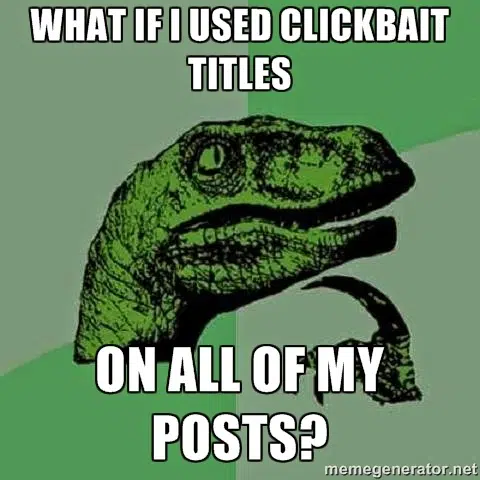 WHAT IF I USED CLICKBAIT
TITLES
ON ALL OF MY
POSTS?
memegenerator.net